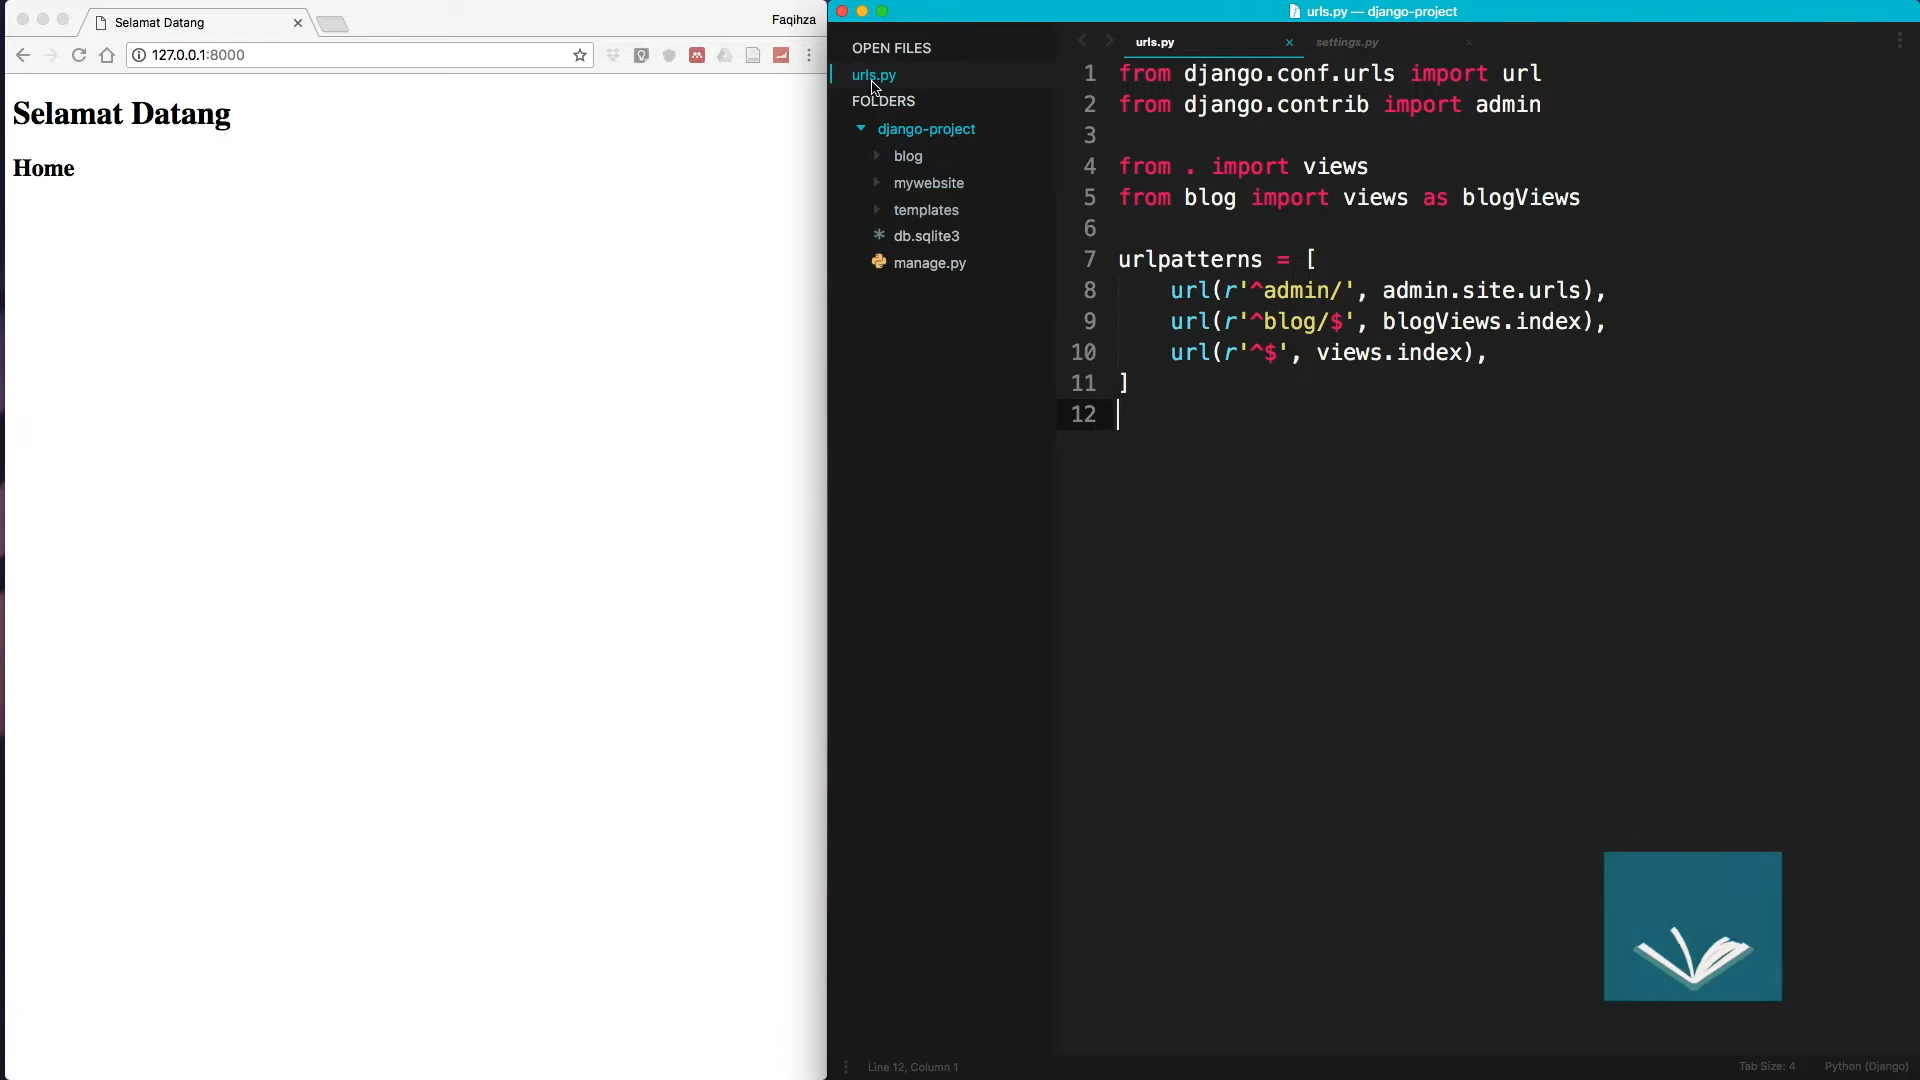 Selamat Datang
Faqihza
127.0.0.1:8000
Selamat Datang
Home
urls.py — django-project
OPEN FILES
urls.py
FOLDERS
django-project
blog
mywebsite
templates
db.sqlite3
manage.py
urls.py
settings.py
1 from django.conf.urls import url
2 from django.contrib import admin
3
4 from . import views
5 from blog import views as blogViews
6
7 urlpatterns = [
8 url(r'^admin/', admin.site.urls),
9 url(r'^blog/$', blogViews.index),
10 url(r'^$', views.index),
11 ]
12
Line 12, Column 1
Tab Size: 4
Python (Django)